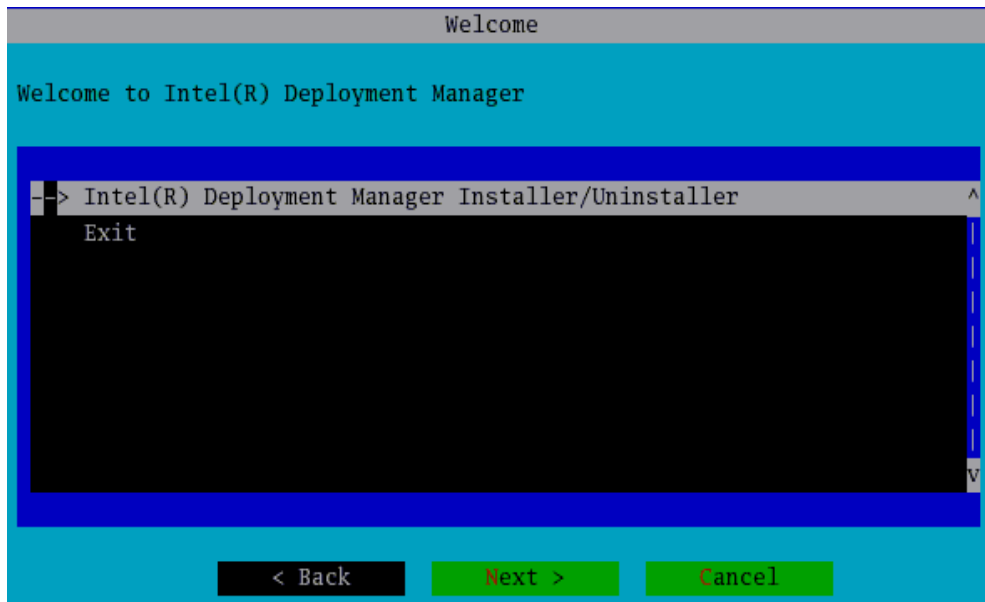 Welcome
Welcome to Intel(R) Deployment Manager
--> Intel(R) Deployment Manager Installer/Uninstaller ^
Exit |
|
|
|
|
|
|
v
< Back Next > Cancel